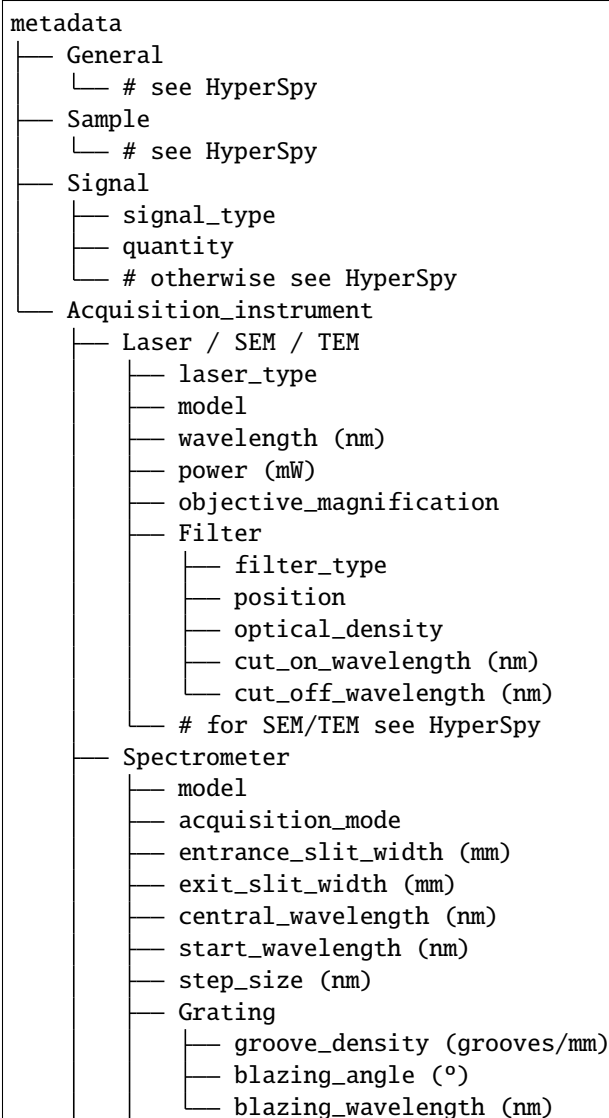 metadata
├── General
│   └── # see HyperSpy
├── Sample
│   └── # see HyperSpy
├── Signal
│   ├── signal_type
│   ├── quantity
│   └── # otherwise see HyperSpy
└── Acquisition_instrument
    ├── Laser / SEM / TEM
    │   ├── laser_type
    │   ├── model
    │   ├── wavelength (nm)
    │   ├── power (mW)
    │   ├── objective_magnification
    │   ├── Filter
    │   │   ├── filter_type
    │   │   ├── position
    │   │   ├── optical_density
    │   │   ├── cut_on_wavelength (nm)
    │   │   └── cut_off_wavelength (nm)
    │   └── # for SEM/TEM see HyperSpy
    ├── Spectrometer
    │   ├── model
    │   ├── acquisition_mode
    │   ├── entrance_slit_width (mm)
    │   ├── exit_slit_width (mm)
    │   ├── central_wavelength (nm)
    │   ├── start_wavelength (nm)
    │   ├── step_size (nm)
    │   ├── Grating
    │   │   ├── groove_density (grooves/mm)
    │   │   ├── blazing_angle (º)
    │   │   └── blazing_wavelength (nm)